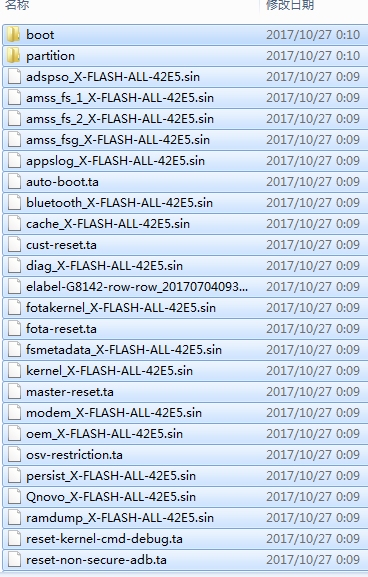 名称 修改日期
boot 2017/10/27 0:10
partition 2017/10/27 0:10
adspso_X-FLASH-ALL-42E5.sin 2017/10/27 0:09
amss_fs_1_X-FLASH-ALL-42E5.sin 2017/10/27 0:09
amss_fs_2_X-FLASH-ALL-42E5.sin 2017/10/27 0:09
amss_fsg_X-FLASH-ALL-42E5.sin 2017/10/27 0:09
appslog_X-FLASH-ALL-42E5.sin 2017/10/27 0:09
auto-boot.ta 2017/10/27 0:09
bluetooth_X-FLASH-ALL-42E5.sin 2017/10/27 0:09
cache_X-FLASH-ALL-42E5.sin 2017/10/27 0:09
cust-reset.ta 2017/10/27 0:09
diag_X-FLASH-ALL-42E5.sin 2017/10/27 0:09
elabel-G8142-row-row_20170704093... 2017/10/27 0:09
fotakernel_X-FLASH-ALL-42E5.sin 2017/10/27 0:09
fota-reset.ta 2017/10/27 0:09
fsmetadata_X-FLASH-ALL-42E5.sin 2017/10/27 0:09
kernel_X-FLASH-ALL-42E5.sin 2017/10/27 0:09
master-reset.ta 2017/10/27 0:09
modem_X-FLASH-ALL-42E5.sin 2017/10/27 0:09
oem_X-FLASH-ALL-42E5.sin 2017/10/27 0:09
osv-restriction.ta 2017/10/27 0:09
persist_X-FLASH-ALL-42E5.sin 2017/10/27 0:09
Qnovo_X-FLASH-ALL-42E5.sin 2017/10/27 0:09
ramdump_X-FLASH-ALL-42E5.sin 2017/10/27 0:09
reset-kernel-cmd-debug.ta 2017/10/27 0:09
reset-non-secure-adb.ta 2017/10/27 0:09